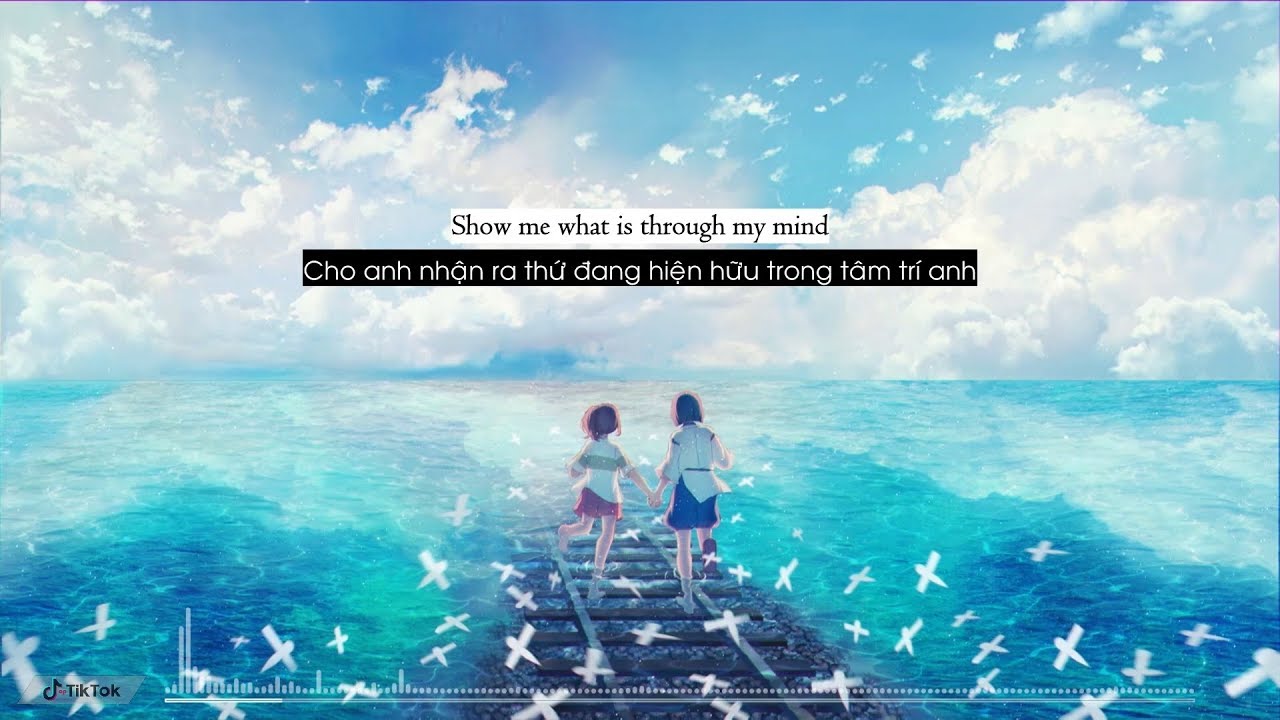 Show me what is through my mind
Cho anh nhận ra thứ đang hiện hữu trong tâm trí anh
TikTok